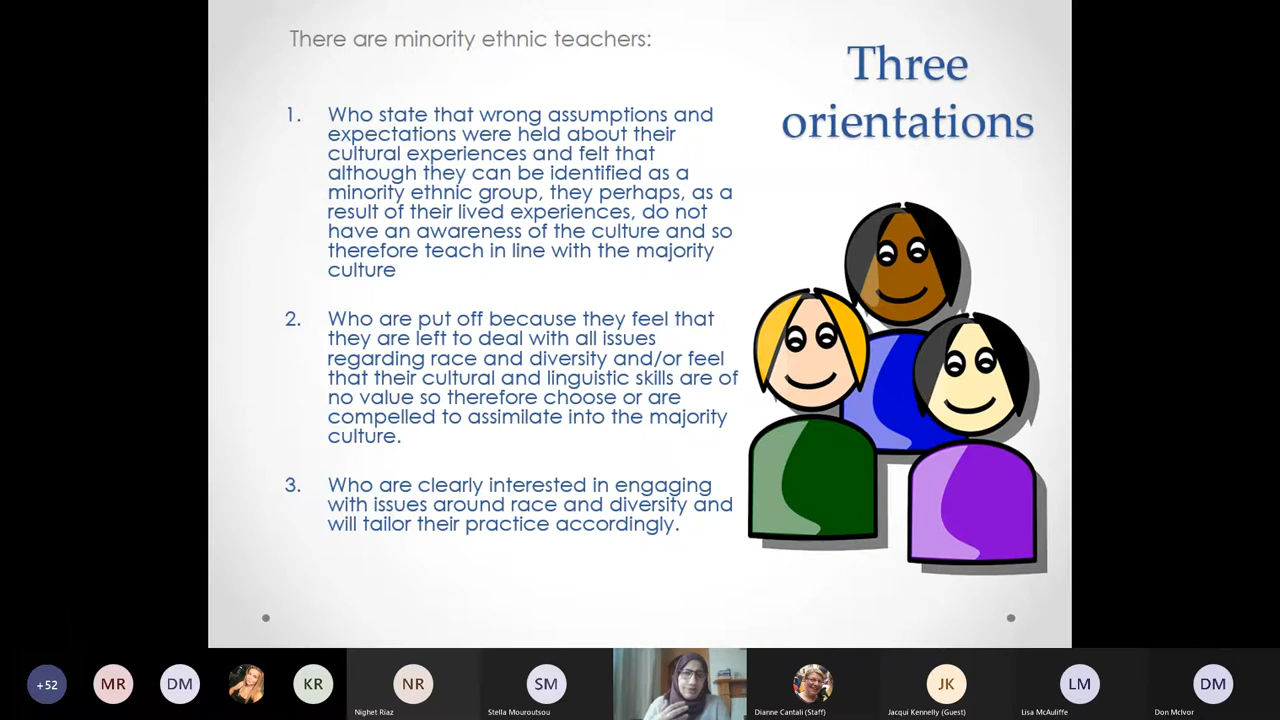 There are minority ethnic teachers:
Three
orientations
1. Who state that wrong assumptions and
expectations were held about their
cultural experiences and felt that
although they can be identified as a
minority ethnic group, they perhaps, as a
result of their lived experiences, do not
have an awareness of the culture and so
therefore teach in line with the majority
culture
2. Who are put off because they feel that
they are left to deal with all issues
regarding race and diversity and/or feel
that their cultural and linguistic skills are of
no value so therefore choose or are
compelled to assimilate into the majority
culture.
3. Who are clearly interested in engaging
with issues around race and diversity and
will tailor their practice accordingly.
+52
MR
DM
KR
NR
Nighet Riaz
SM
Stella Mouroutsou
Dianne Cantali (Staff)
JK
Jacqui Kennelly (Guest)
LM
Lisa McAuliffe
DM
Don McIvor